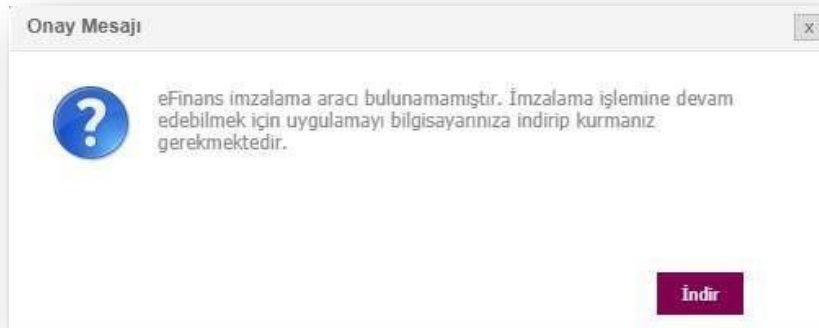 Onay Mesajı
x
eFinans imzalama aracı bulunamamıştır. İmzalama işlemine devam
edebilmek için uygulamayı bilgisayarınıza indirip kurmanız
gerekmektedir.
İndir